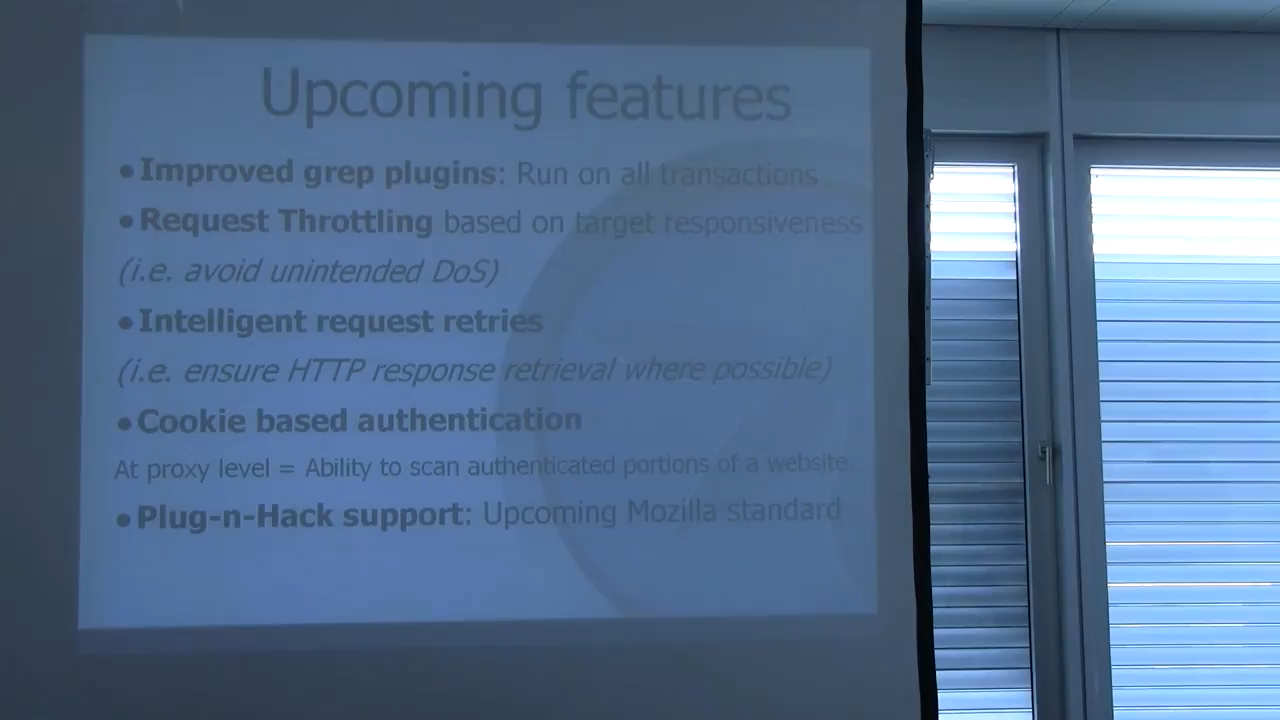 Upcoming features
●Improved grep plugins: Run on all transactions
●Request Throttling based on target responsiveness
(i.e. avoid unintended DoS)
●Intelligent request retries
(i.e. ensure HTTP response retrieval where possible)
●Cookie based authentication
At proxy level = Ability to scan authenticated portions of a website.
●Plug-n-Hack support: Upcoming Mozilla standard